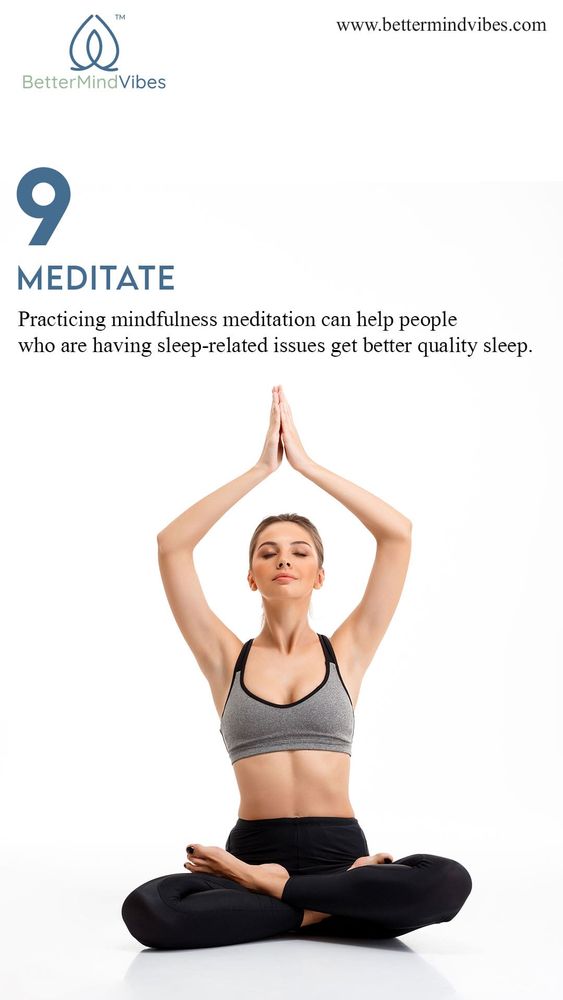 TM
BetterMindVibes
www.bettermindvibes.com
9
MEDITATE
Practicing mindfulness meditation can help people
who are having sleep-related issues get better quality sleep.